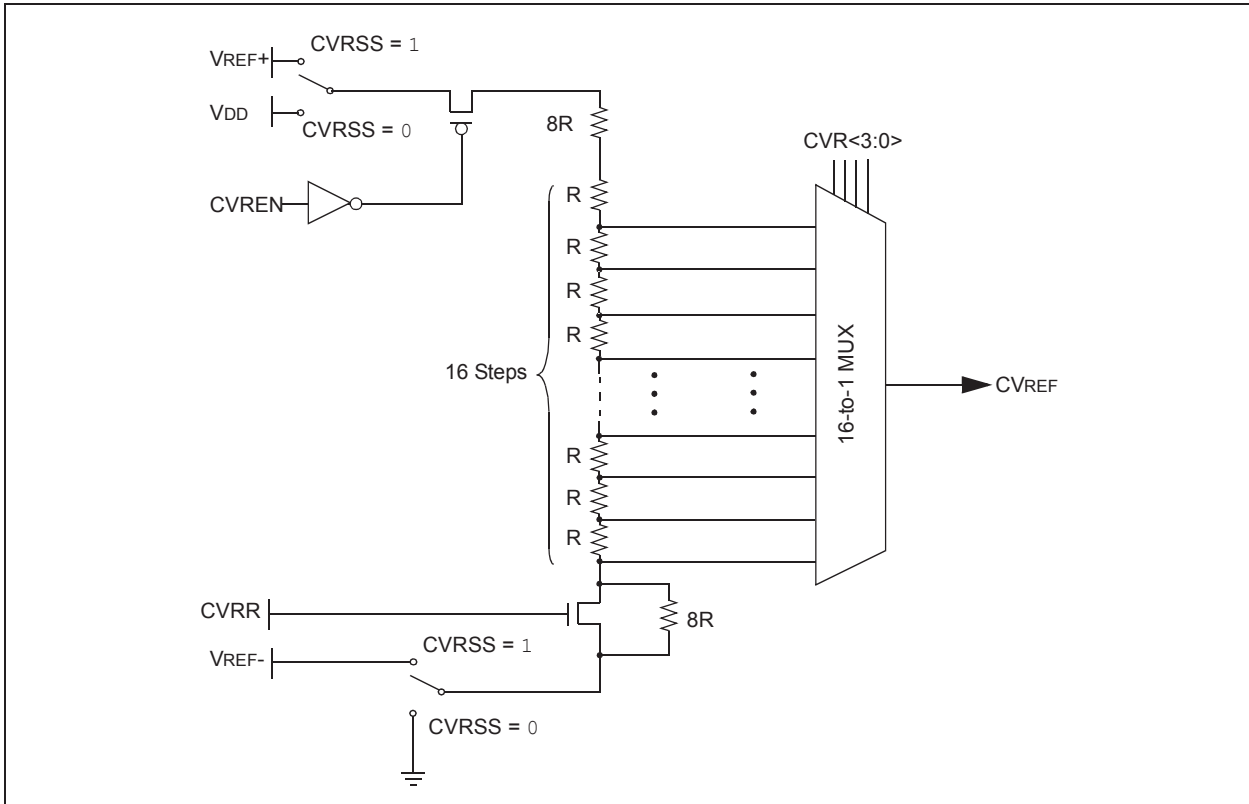 CVRSS = 1
VREF+
VDD
CVRSS = 0
8R
CVR<3:0>
CVREN
R
R
R
R
16 Steps
16-to-1 MUX
CVREF
R
R
R
CVRR
8R
CVRSS = 1
VREF-
CVRSS = 0